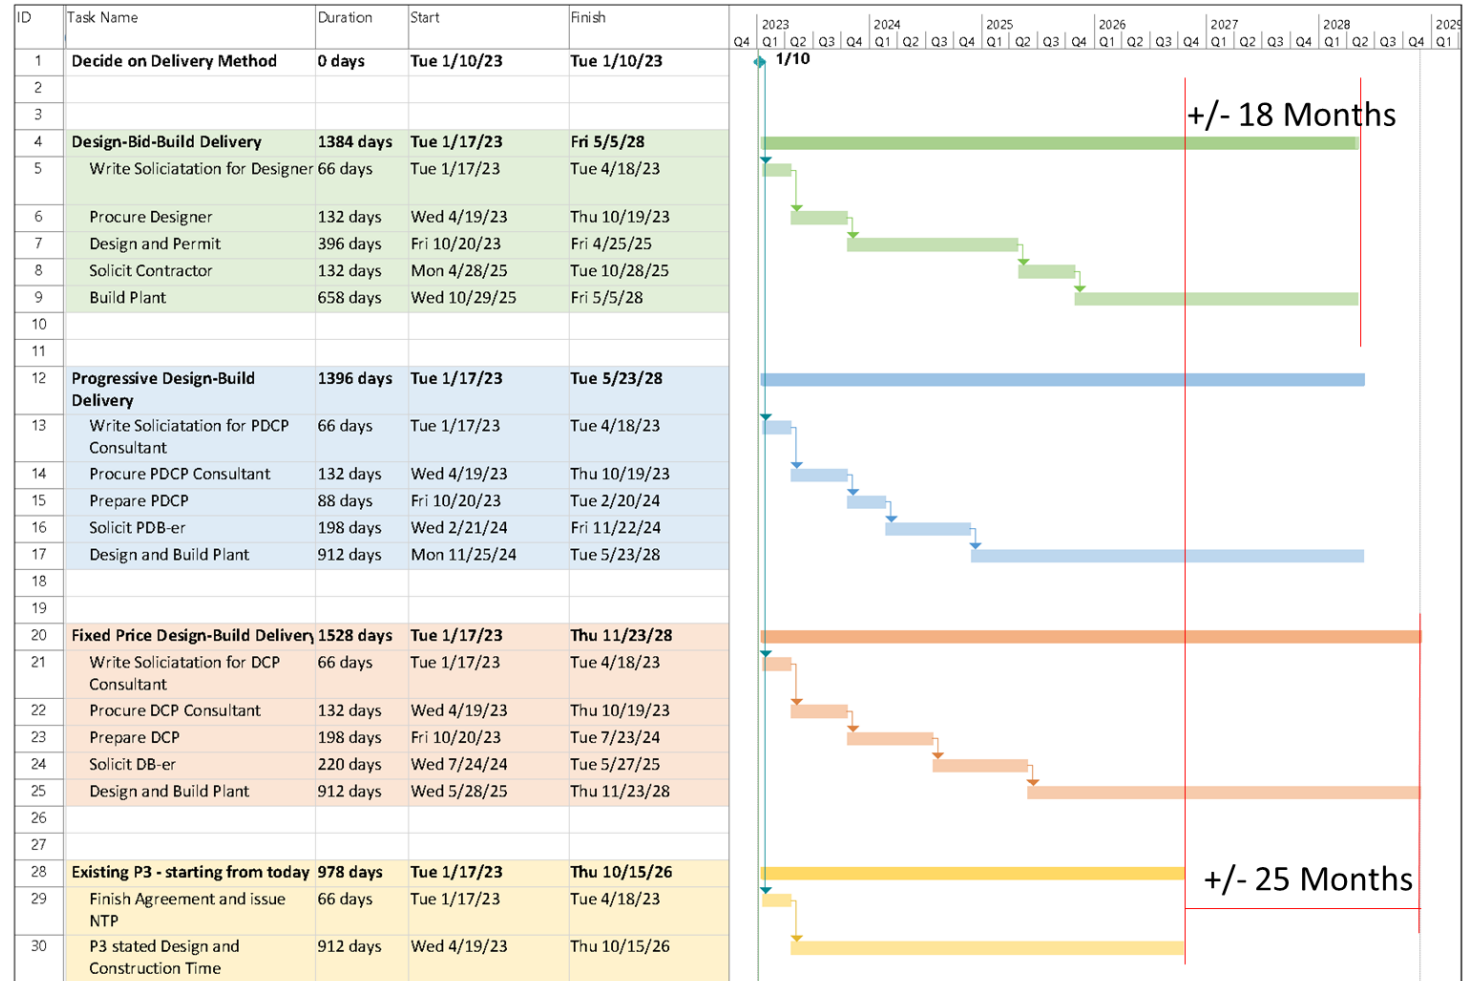 ID Task Name Duration Start Finish
2023 2024 2025 2026 2027 2028 2029
Q4 Q1 Q2 Q3 Q4 Q1 Q2 Q3 Q4 Q1 Q2 Q3 Q4 Q1 Q2 Q3 Q4 Q1 Q2 Q3 Q4 Q1 Q2 Q3 Q4 Q1
1 Decide on Delivery Method 0 days Tue 1/10/23 Tue 1/10/23 1/10
2
3
+/- 18 Months
4 Design-Bid-Build Delivery 1384 days Tue 1/17/23 Fri 5/5/28
5 Write Soliciatation for Designer 66 days Tue 1/17/23 Tue 4/18/23
6 Procure Designer 132 days Wed 4/19/23 Thu 10/19/23
7 Design and Permit 396 days Fri 10/20/23 Fri 4/25/25
8 Solicit Contractor 132 days Mon 4/28/25 Tue 10/28/25
9 Build Plant 658 days Wed 10/29/25 Fri 5/5/28
10
11
12 Progressive Design-Build 1396 days Tue 1/17/23 Tue 5/23/28
Delivery
13 Write Soliciatation for PDCP 66 days Tue 1/17/23 Tue 4/18/23
Consultant
14 Procure PDCP Consultant 132 days Wed 4/19/23 Thu 10/19/23
15 Prepare PDCP 88 days Fri 10/20/23 Tue 2/20/24
16 Solicit PDB-er 198 days Wed 2/21/24 Fri 11/22/24
17 Design and Build Plant 912 days Mon 11/25/24 Tue 5/23/28
18
19
20 Fixed Price Design-Build Delivery 1528 days Tue 1/17/23 Thu 11/23/28
21 Write Soliciatation for DCP 66 days Tue 1/17/23 Tue 4/18/23
Consultant
22 Procure DCP Consultant 132 days Wed 4/19/23 Thu 10/19/23
23 Prepare DCP 198 days Fri 10/20/23 Tue 7/23/24
24 Solicit DB-er 220 days Wed 7/24/24 Tue 5/27/25
25 Design and Build Plant 912 days Wed 5/28/25 Thu 11/23/28
26
27
28 Existing P3 - starting from today 978 days Tue 1/17/23 Thu 10/15/26
+/- 25 Months
29 Finish Agreement and issue 66 days Tue 1/17/23 Tue 4/18/23
NTP
30 P3 stated Design and 912 days Wed 4/19/23 Thu 10/15/26
Construction Time